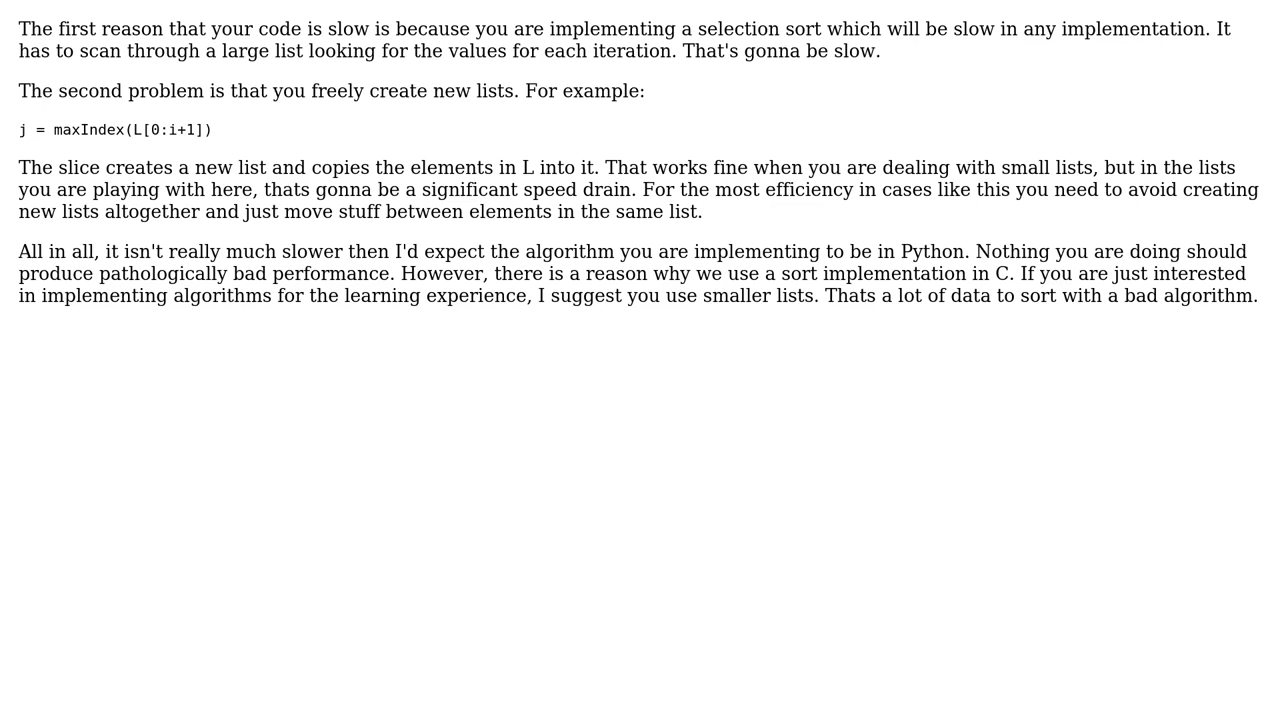 The first reason that your code is slow is because you are implementing a selection sort which will be slow in any implementation. It
has to scan through a large list looking for the values for each iteration. That's gonna be slow.
The second problem is that you freely create new lists. For example:
j = maxIndex(L[0:i+1])
The slice creates a new list and copies the elements in L into it. That works fine when you are dealing with small lists, but in the lists
you are playing with here, thats gonna be a significant speed drain. For the most efficiency in cases like this you need to avoid creating
new lists altogether and just move stuff between elements in the same list.
All in all, it isn't really much slower then I'd expect the algorithm you are implementing to be in Python. Nothing you are doing should
produce pathologically bad performance. However, there is a reason why we use a sort implementation in C. If you are just interested
in implementing algorithms for the learning experience, I suggest you use smaller lists. Thats a lot of data to sort with a bad algorithm.